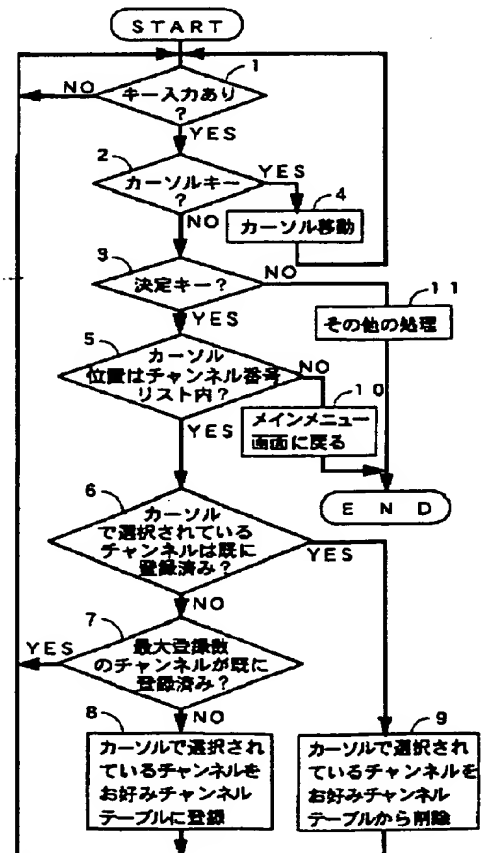 START
1
キー入力あり
?
NO
YES
2
カーソルキー
?
YES
NO
4
カーソル移動
3
決定キー?
NO
YES
11
その他の処理
5
カーソル
位置はチャンネル番号
リスト内?
NO
YES
10
メインメニュー
画面に戻る
END
6
カーソル
で選択されている
チャンネルは既に
登録済み?
YES
NO
7
最大登録数
のチャンネルが既に
登録済み?
YES
NO
8
カーソルで選択され
ているチャンネルを
お好みチャンネル
テーブルに登録
9
カーソルで選択され
ているチャンネルを
お好みチャンネル
テーブルから削除